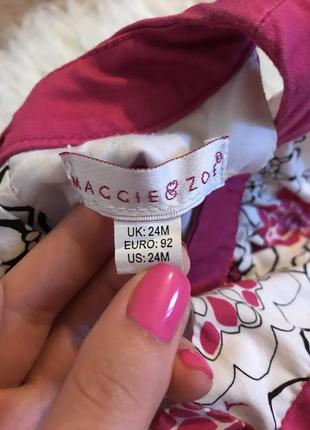 MAGGIE & ZOE®
UK: 24M
EURO: 92
US: 24M